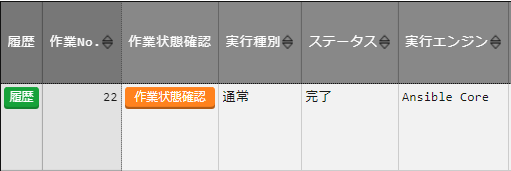 履歴 作業No. 作業状態確認 実行種別 ステータス 実行エンジン
履歴 22 作業状態確認 通常 完了 Ansible Core